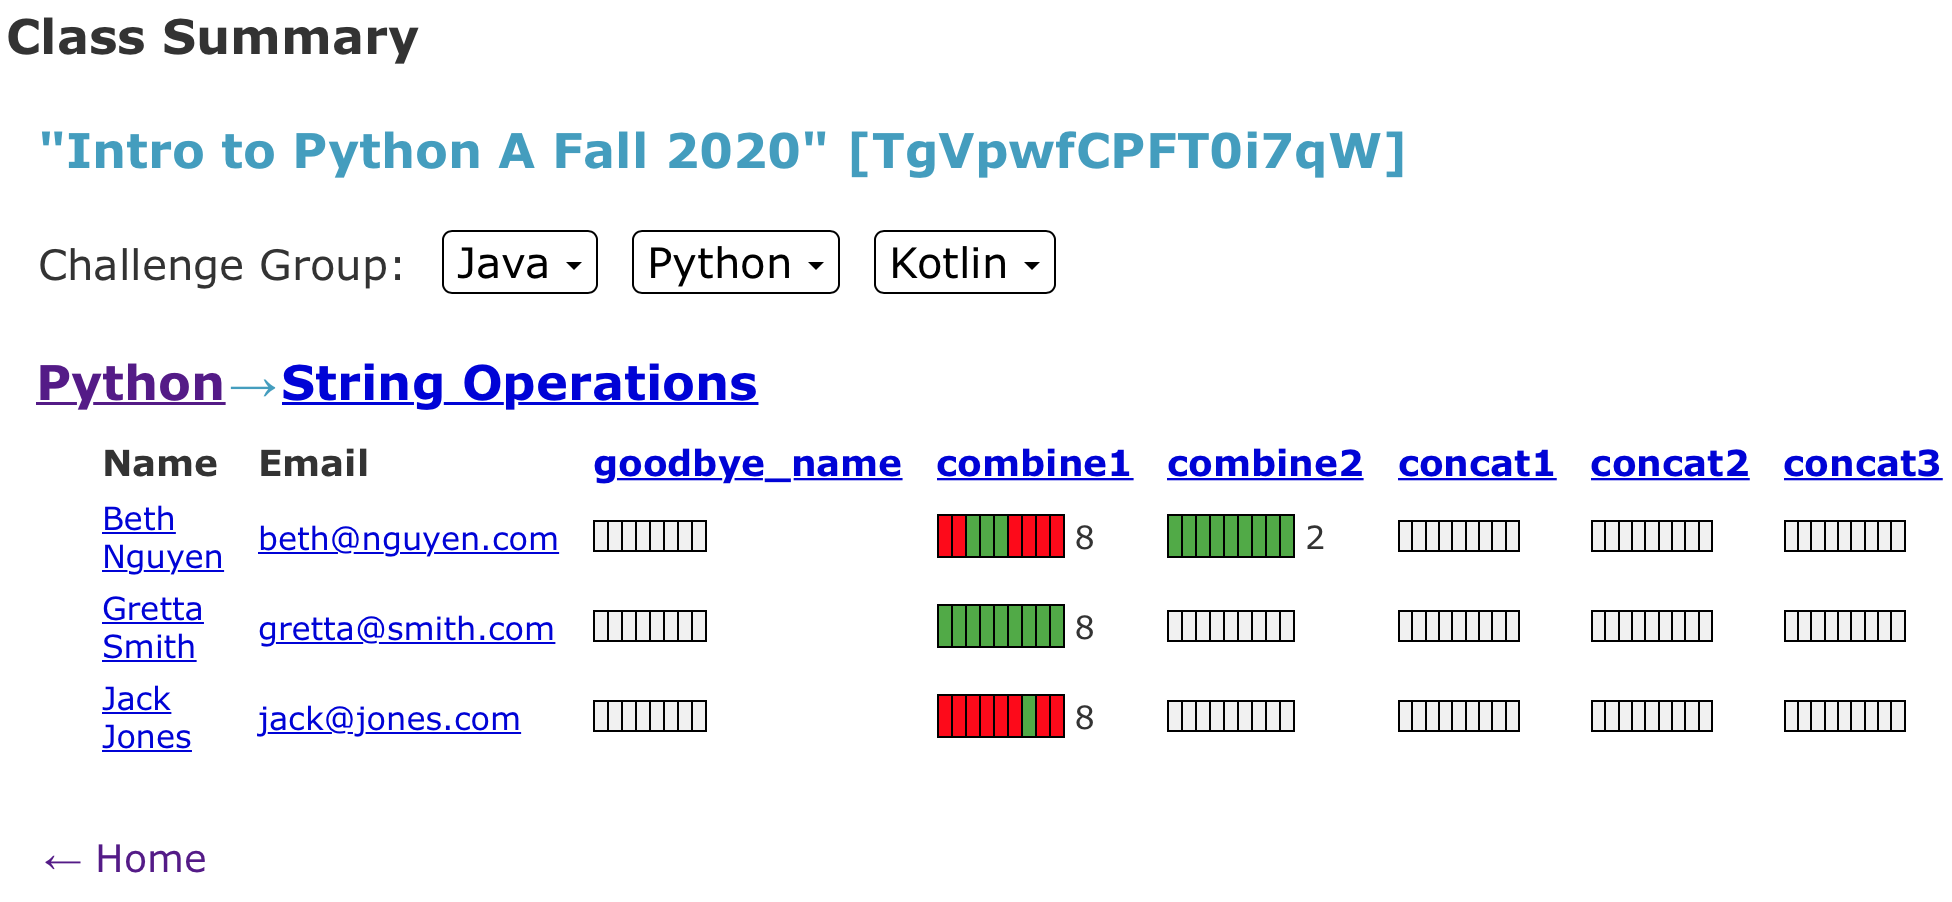 Class Summary
"Intro to Python A Fall 2020" [TgVpwfCPFT0i7qW]
Challenge Group: Java Python Kotlin
Python→String Operations
Name Email goodbye_name combine1 combine2 concat1 concat2 concat3
Beth
Nguyen
beth@nguyen.com 8 2
Gretta
Smith
gretta@smith.com 8
Jack
Jones
jack@jones.com 8
← Home